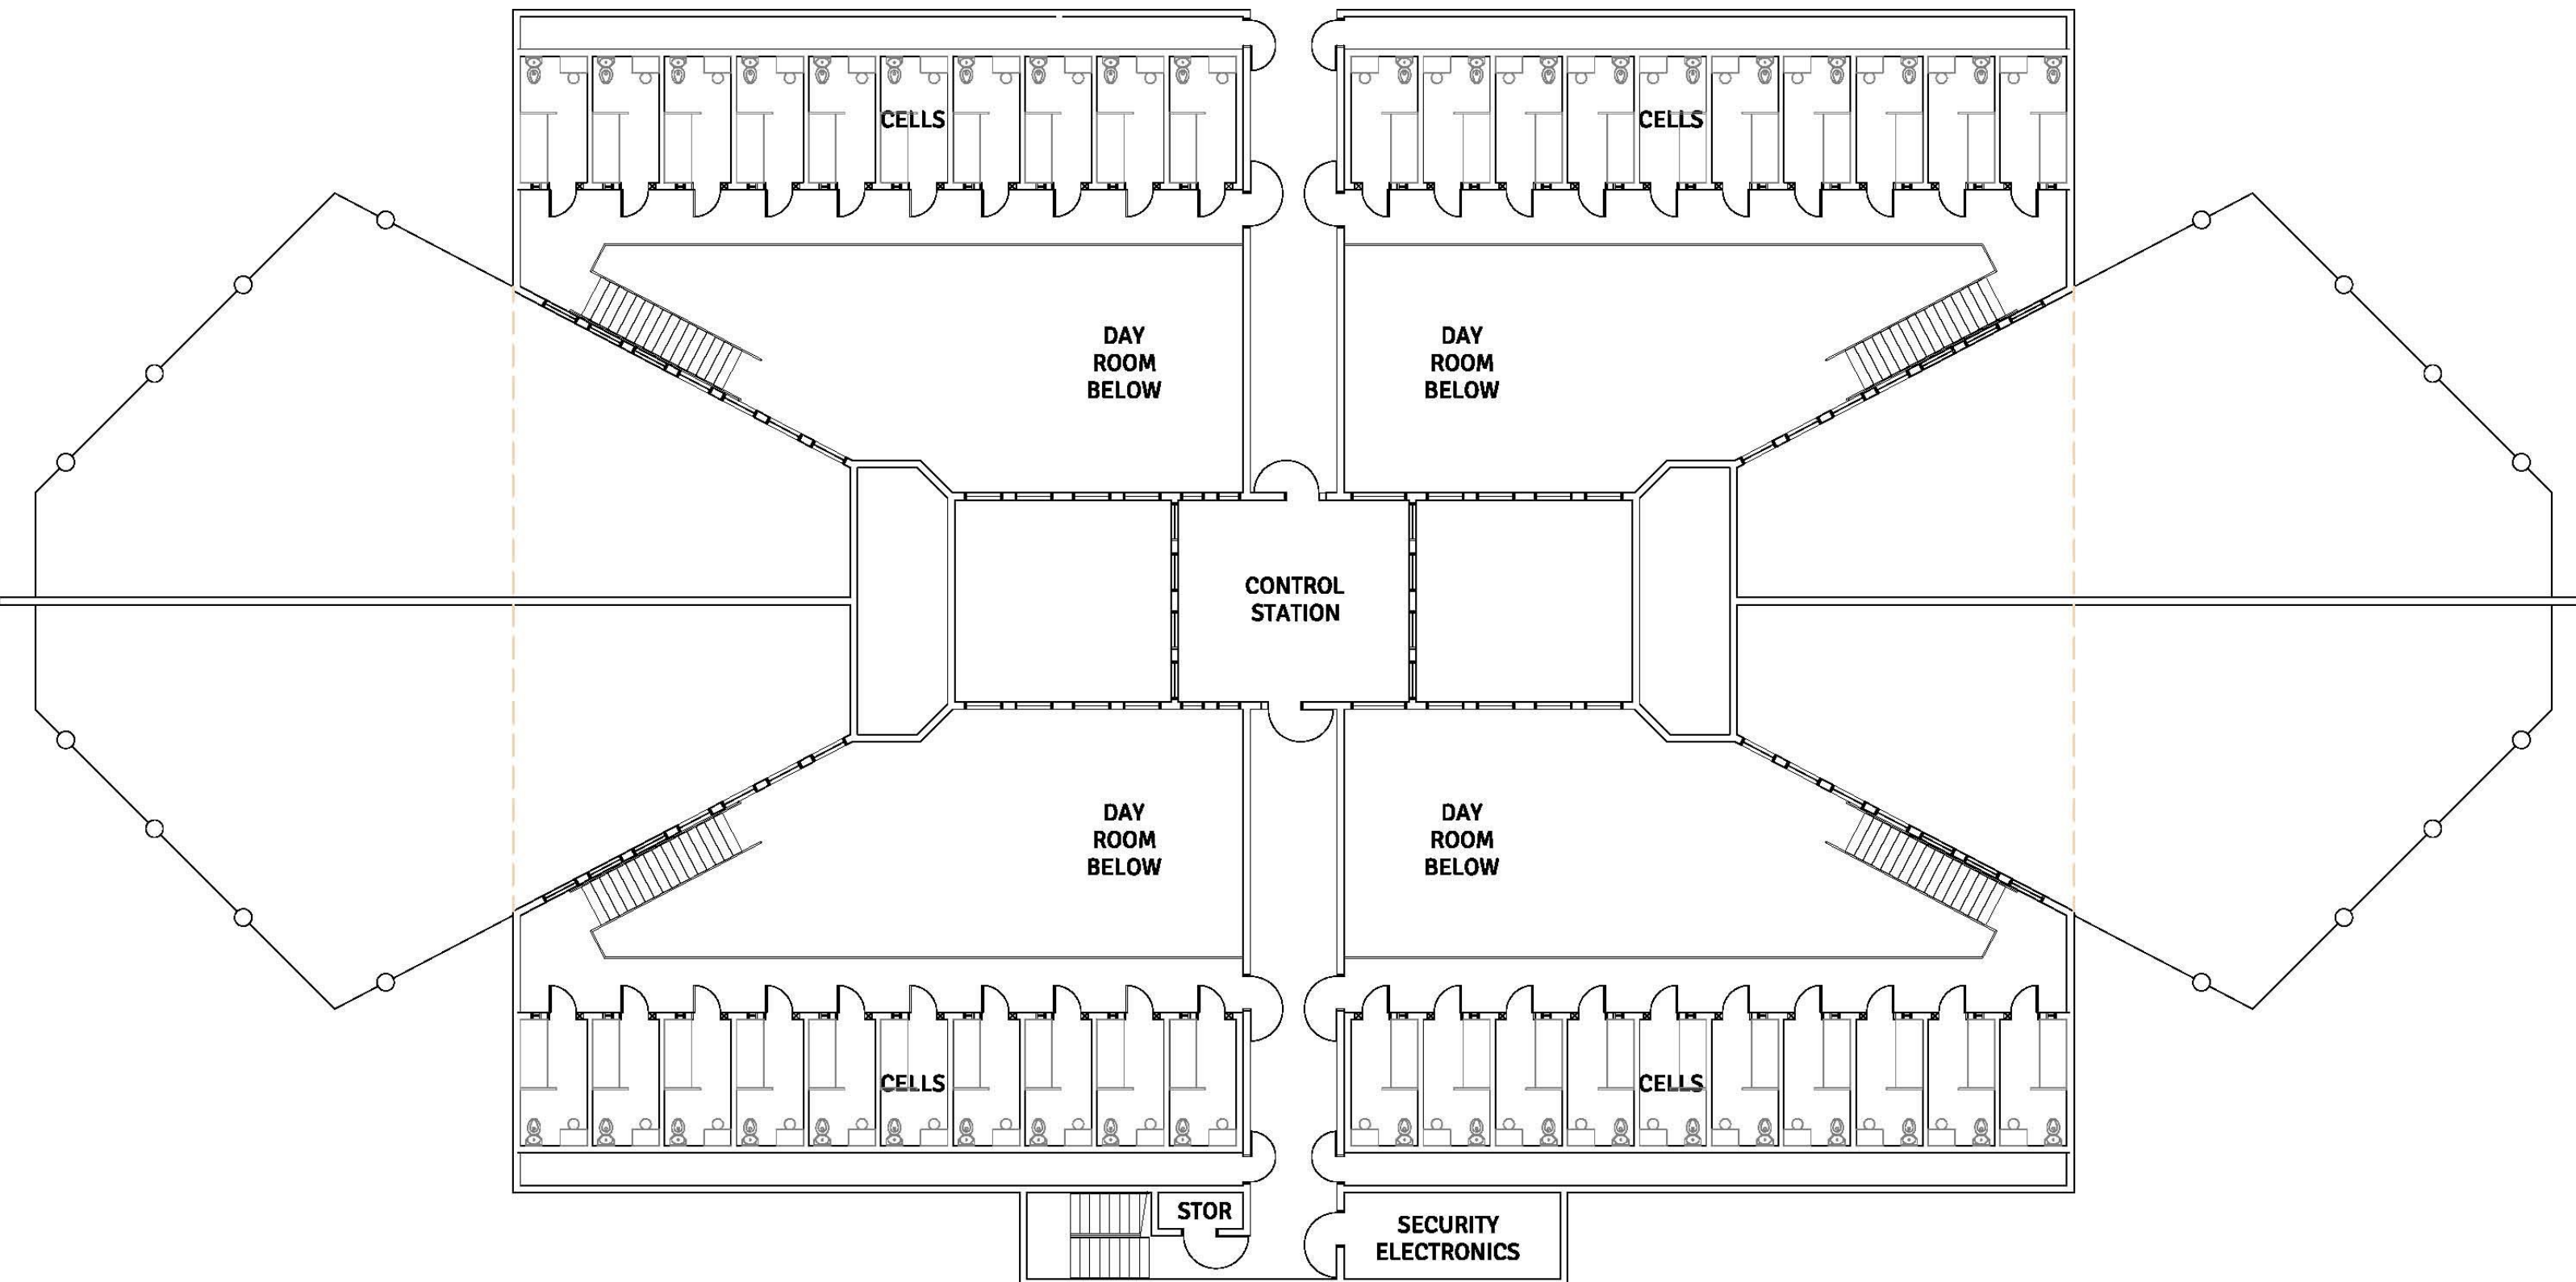 CELLS
CELLS
DAY
ROOM
BELOW
DAY
ROOM
BELOW
CONTROL
STATION
DAY
ROOM
BELOW
DAY
ROOM
BELOW
CELLS
CELLS
STOR
SECURITY
ELECTRONICS